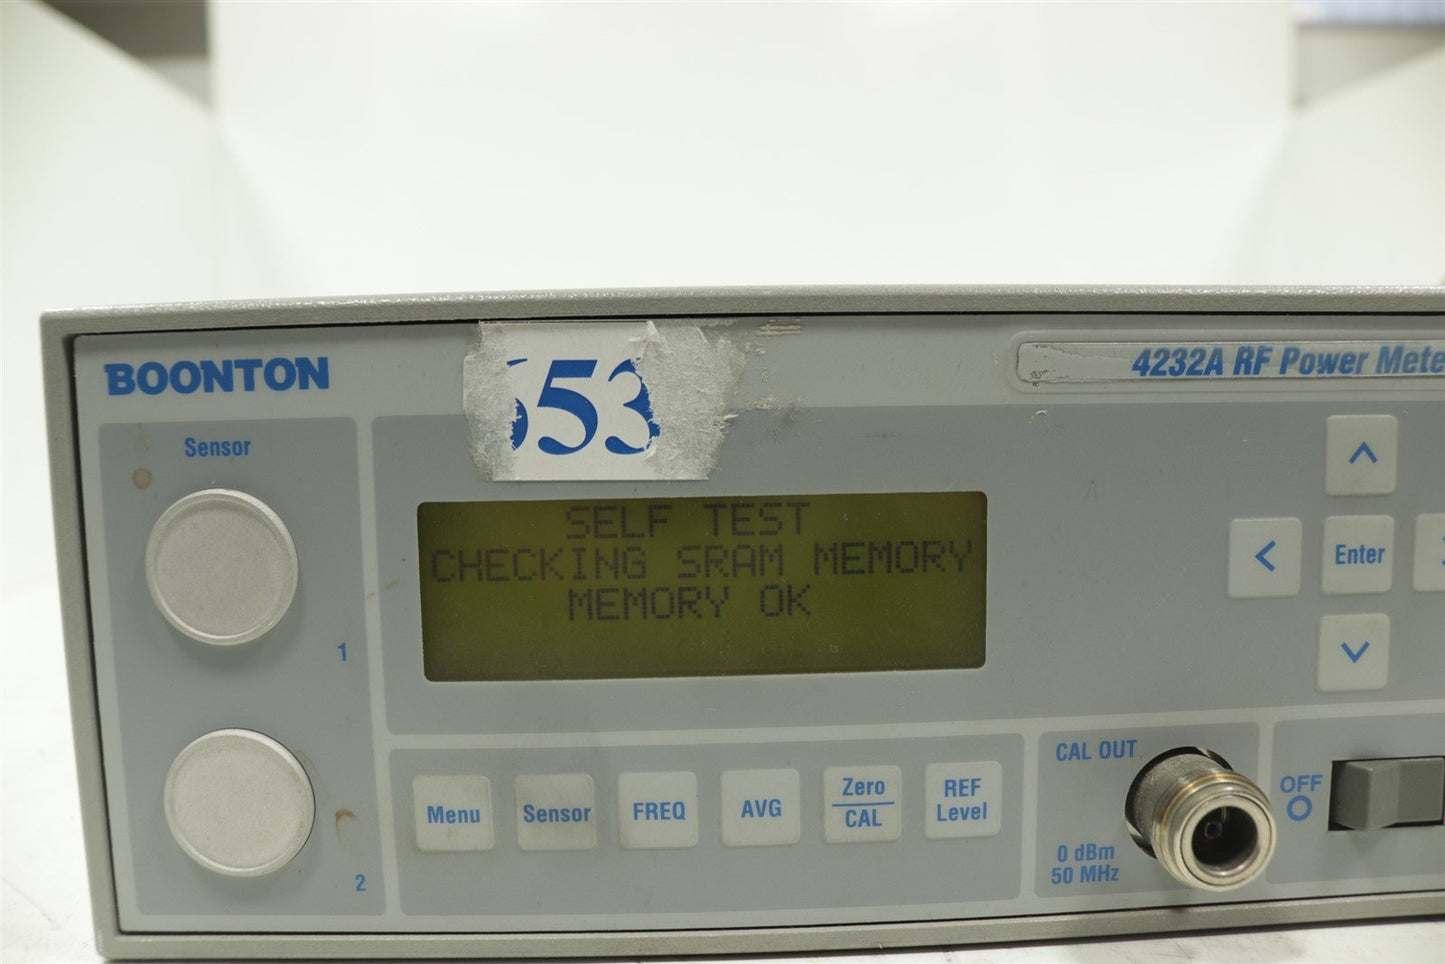 BOONTON
53
4232A RF Power
Sensor
SELF TEST
CHECKING SRAM MEMORY
MEMORY OK
1
Enter
2
Menu
Sensor
FREQ
AVG
Zero
CAL
REF
Level
CAL OUT
0 dBm
50 MHz
OFF